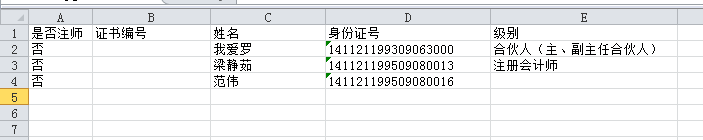 A B C D E
1 是否注师 证书编号 姓名 身份证号 级别
2 否 我爱罗 141121199309063000 合伙人（主、副主任合伙人）
3 否 梁静茹 141121199509080013 注册会计师
4 否 范伟 141121199509080016
5
6
7